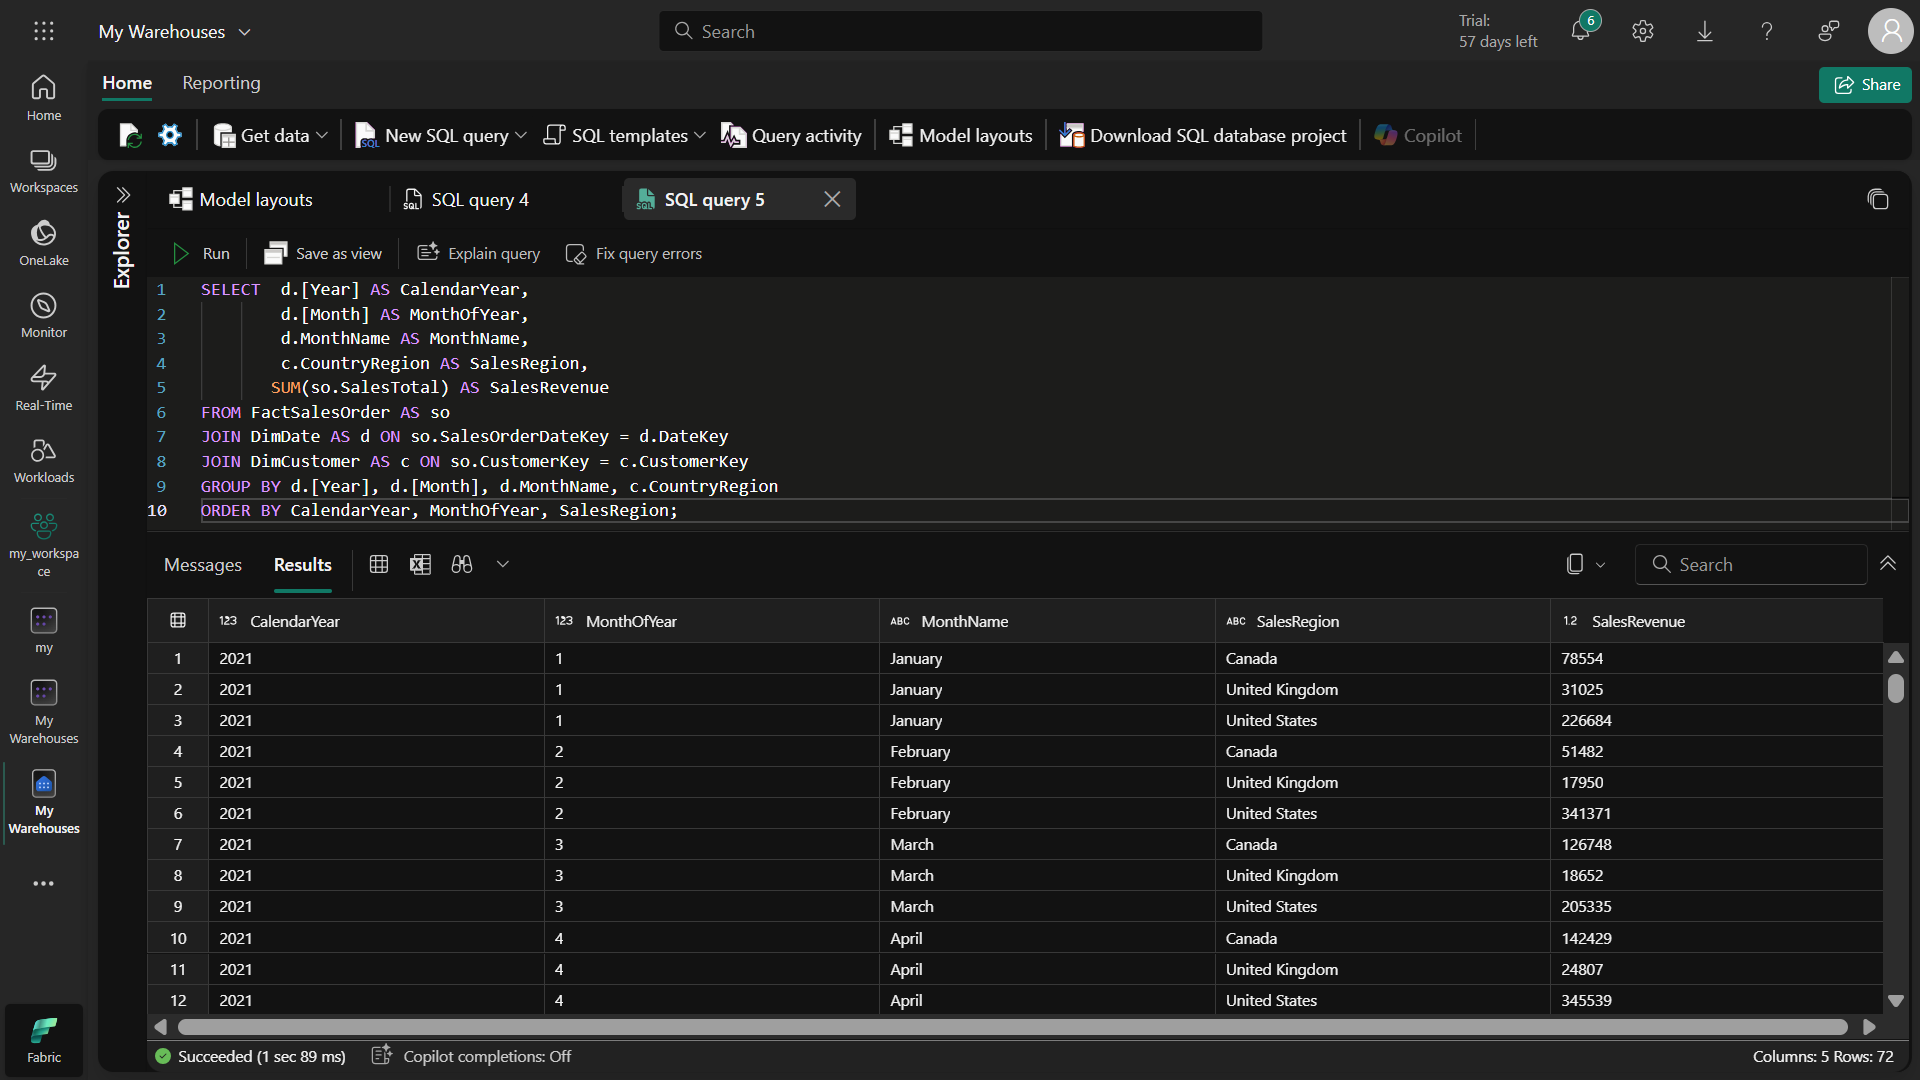 My Warehouses
Search
Trial:
57 days left
6
Home
Reporting
Share
Get data
New SQL query
SQL templates
Query activity
Model layouts
Download SQL database project
Copilot
Home
Workspaces
OneLake
Monitor
Real-Time
Workloads
my_workspa
ce
my
My
Warehouses
My
Warehouses
Fabric
Explorer
Model layouts
SQL query 4
SQL query 5
Run
Save as view
Explain query
Fix query errors
1 SELECT d.[Year] AS CalendarYear,
2 d.[Month] AS MonthOfYear,
3 d.MonthName AS MonthName,
4 c.CountryRegion AS SalesRegion,
5 SUM(so.SalesTotal) AS SalesRevenue
6 FROM FactSalesOrder AS so
7 JOIN DimDate AS d ON so.SalesOrderDateKey = d.DateKey
8 JOIN DimCustomer AS c ON so.CustomerKey = c.CustomerKey
9 GROUP BY d.[Year], d.[Month], d.MonthName, c.CountryRegion
10 ORDER BY CalendarYear, MonthOfYear, SalesRegion;
Messages
Results
Search
123 CalendarYear 123 MonthOfYear ABC MonthName ABC SalesRegion 1.2 SalesRevenue
1 2021 1 January Canada 78554
2 2021 1 January United Kingdom 31025
3 2021 1 January United States 226684
4 2021 2 February Canada 51482
5 2021 2 February United Kingdom 17950
6 2021 2 February United States 341371
7 2021 3 March Canada 126748
8 2021 3 March United Kingdom 18652
9 2021 3 March United States 205335
10 2021 4 April Canada 142429
11 2021 4 April United Kingdom 24807
12 2021 4 April United States 345539
Succeeded (1 sec 89 ms)
Copilot completions: Off
Columns: 5 Rows: 72